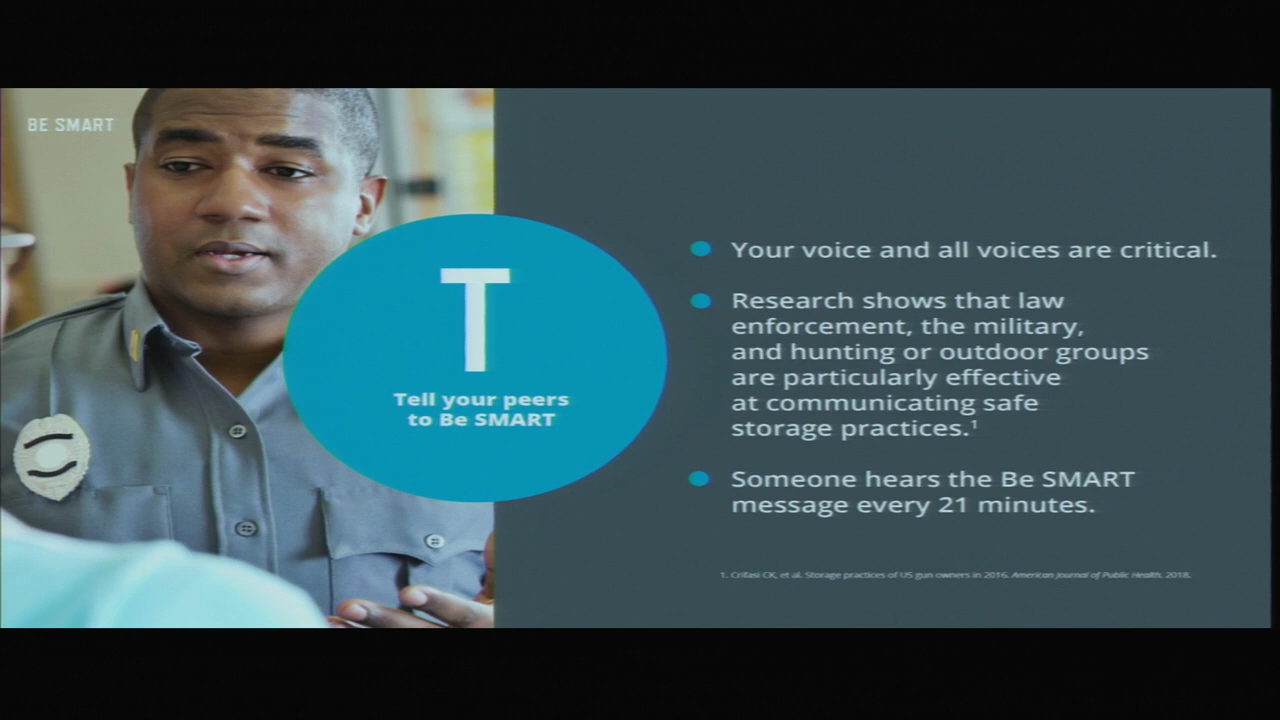 BE SMART
T
Tell your peers
to Be SMART
Your voice and all voices are critical.
Research shows that law
enforcement, the military,
and hunting or outdoor groups
are particularly effective
at communicating safe
storage practices.¹
Someone hears the Be SMART
message every 21 minutes.
1. Crifasi CK, et al. Storage practices of US gun owners in 2016. American Journal of Public Health. 2018.